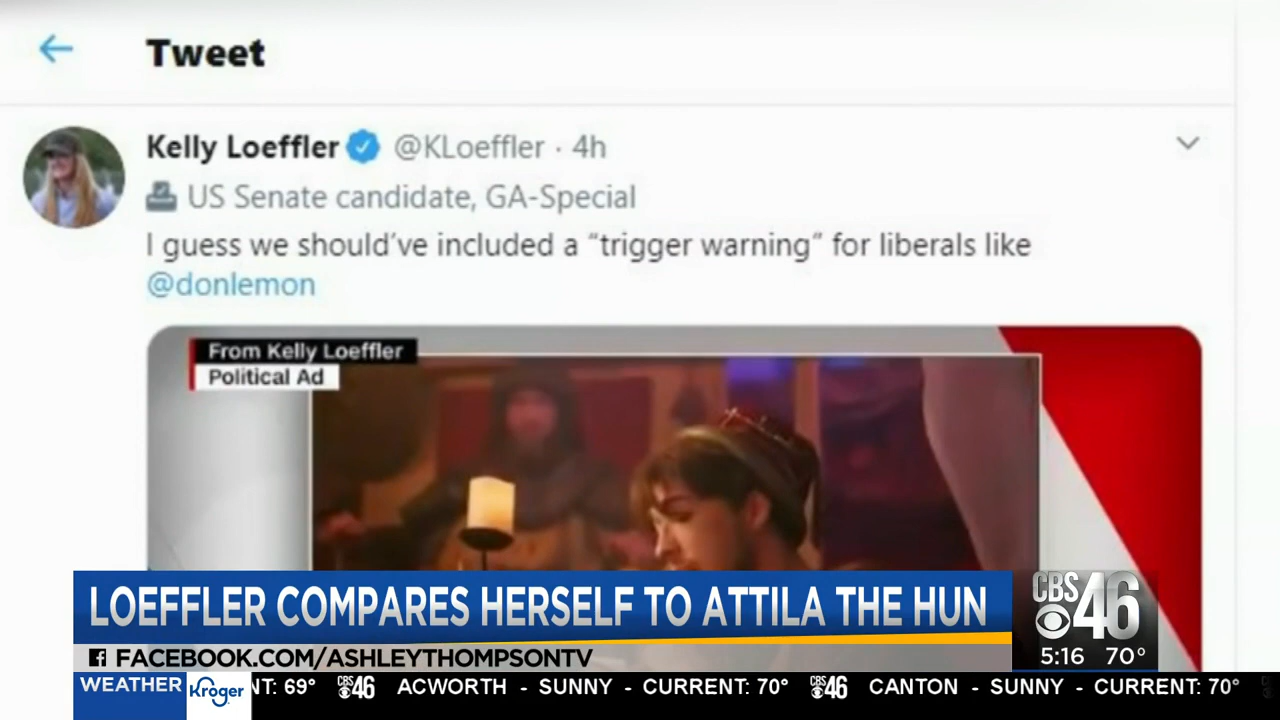 Tweet
Kelly Loeffler @KLoeffler · 4h
US Senate candidate, GA-Special
I guess we should’ve included a “trigger warning” for liberals like
@donlemon
From Kelly Loeffler
Political Ad
LOEFFLER COMPARES HERSELF TO ATTILA THE HUN
CBS 46
FACEBOOK.COM/ASHLEYTHOMPSONTV
5:16 70°
WEATHER Kroger NT: 69° CBS 46 ACWORTH - SUNNY - CURRENT: 70° CBS 46 CANTON - SUNNY - CURRENT: 70°